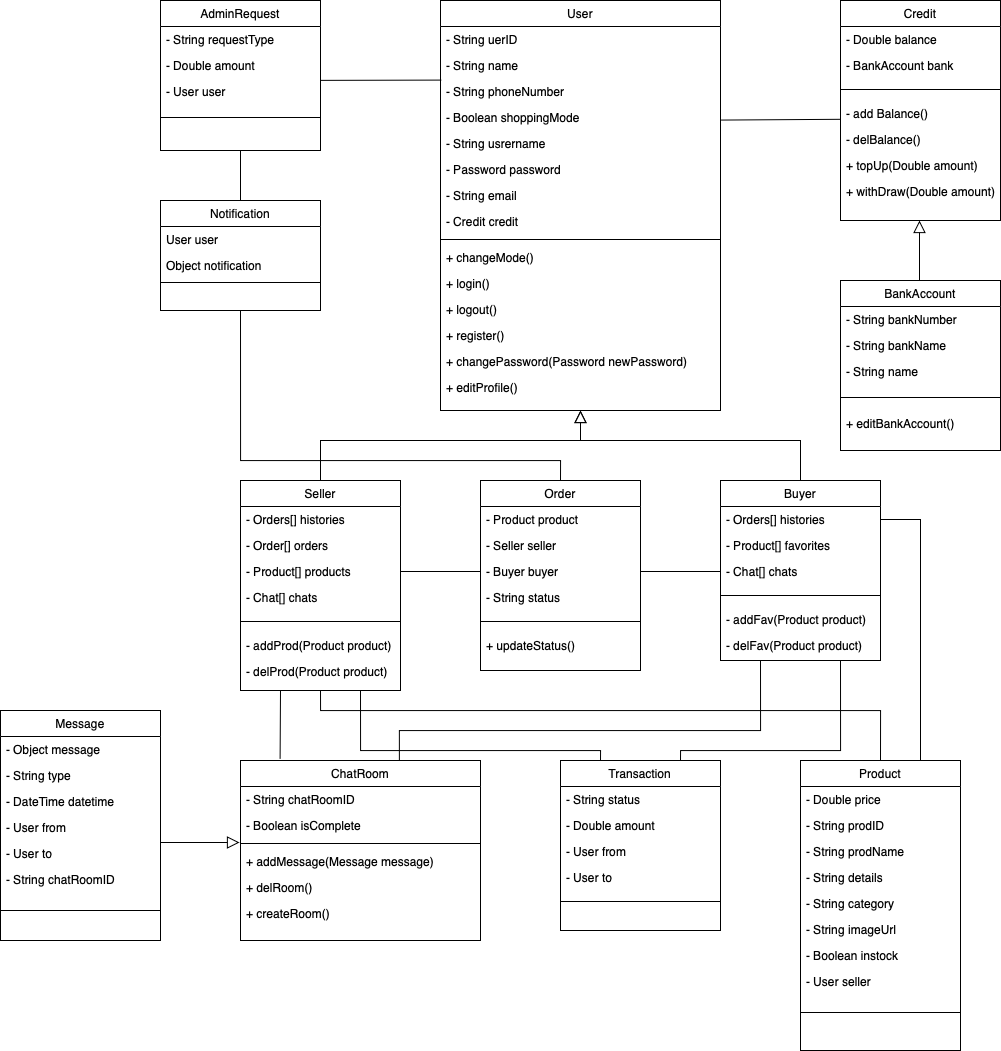 AdminRequest
- String requestType
- Double amount
- User user
User
- String uerID
- String name
- String phoneNumber
- Boolean shoppingMode
- String usrername
- Password password
- String email
- Credit credit
+ changeMode()
+ login()
+ logout()
+ register()
+ changePassword(Password newPassword)
+ editProfile()
Credit
- Double balance
- BankAccount bank
- add Balance()
- delBalance()
+ topUp(Double amount)
+ withDraw(Double amount)
Notification
User user
Object notification
BankAccount
- String bankNumber
- String bankName
- String name
+ editBankAccount()
Seller
- Orders[] histories
- Order[] orders
- Product[] products
- Chat[] chats
- addProd(Product product)
- delProd(Product product)
Order
- Product product
- Seller seller
- Buyer buyer
- String status
+ updateStatus()
Buyer
- Orders[] histories
- Product[] favorites
- Chat[] chats
- addFav(Product product)
- delFav(Product product)
Message
- Object message
- String type
- DateTime datetime
- User from
- User to
- String chatRoomID
ChatRoom
- String chatRoomID
- Boolean isComplete
+ addMessage(Message message)
+ delRoom()
+ createRoom()
Transaction
- String status
- Double amount
- User from
- User to
Product
- Double price
- String prodID
- String prodName
- String details
- String category
- String imageUrl
- Boolean instock
- User seller